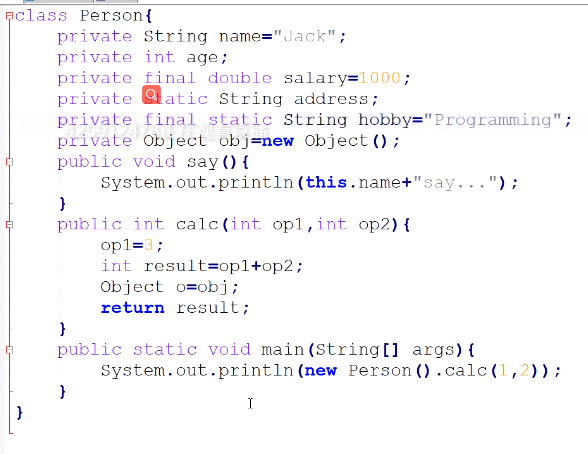 class Person{
private String name="Jack";
private int age;
private final double salary=1000;
private static String address;
private final static String hobby="Programming";
private Object obj=new Object();
public void say(){
System.out.println(this.name+"say...");
}
public int calc(int op1,int op2){
op1=3;
int result=op1+op2;
Object o=obj;
return result;
}
public static void main(String[] args){
System.out.println(new Person().calc(1,2));
}
}